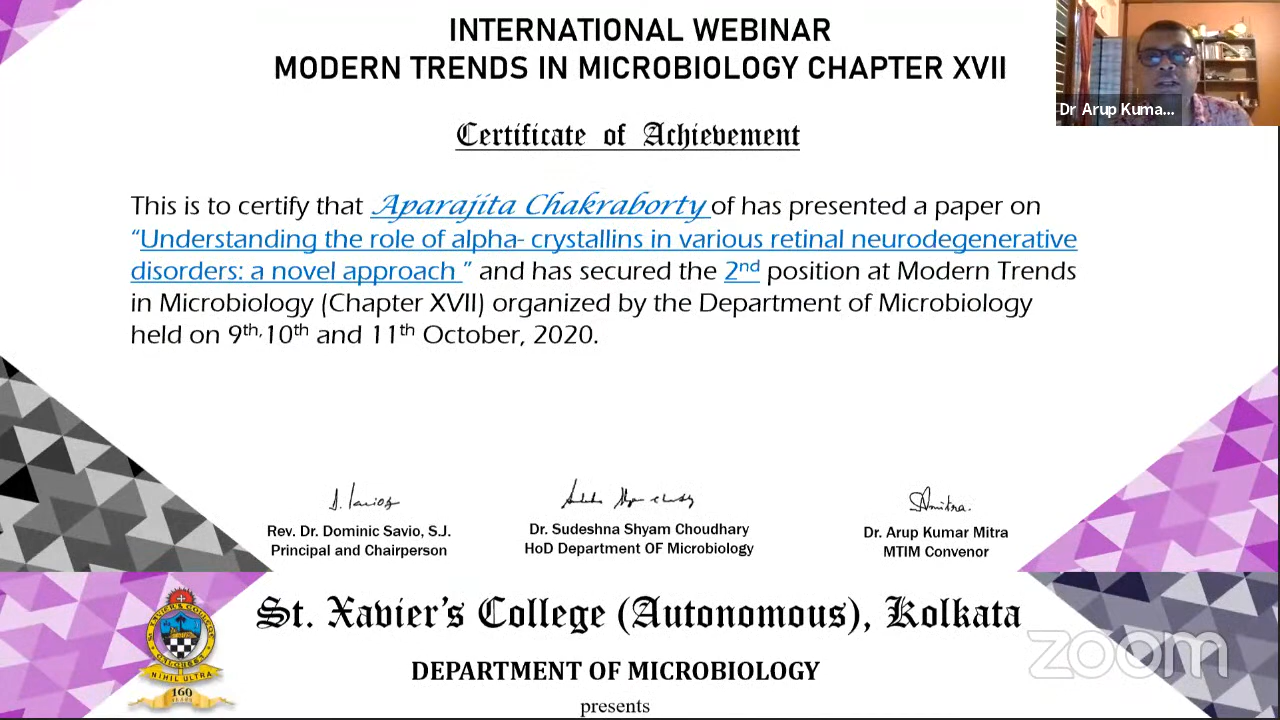 INTERNATIONAL WEBINAR
MODERN TRENDS IN MICROBIOLOGY CHAPTER XVII
Dr Arup Kuma...
Certificate of Achievement
This is to certify that Aparajita Chakraborty of has presented a paper on
“Understanding the role of alpha- crystallins in various retinal neurodegenerative
disorders: a novel approach ” and has secured the 2nd position at Modern Trends
in Microbiology (Chapter XVII) organized by the Department of Microbiology
held on 9th,10th and 11th October, 2020.
Rev. Dr. Dominic Savio, S.J.
Principal and Chairperson
Dr. Sudeshna Shyam Choudhary
HoD Department OF Microbiology
Dr. Arup Kumar Mitra
MTIM Convenor
St. Xavier's College (Autonomous), Kolkata
NIHIL ULTRA
160
YEARS
DEPARTMENT OF MICROBIOLOGY
presents
zoom